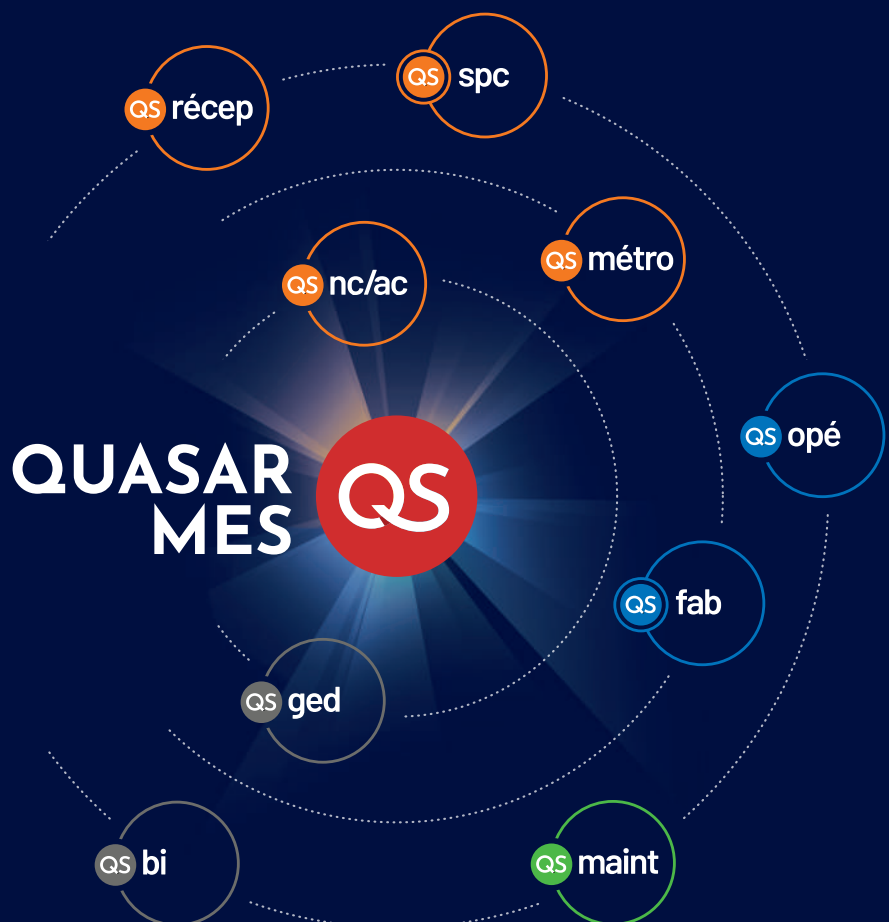 QS spc
QS récep
QS métro
QS nc/ac
QS opé
QUASAR
MES
QS
QS fab
QS ged
QS bi
QS maint